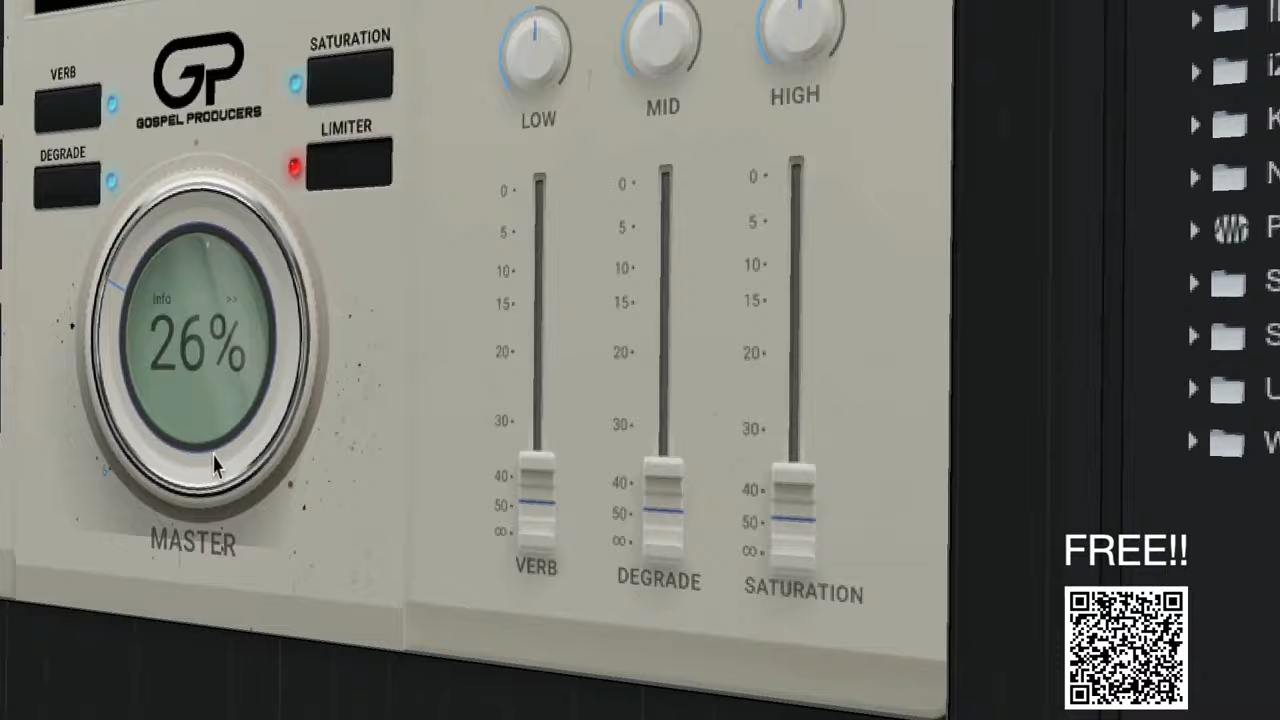 SATURATION
VERB
GP
GOSPEL PRODUCERS
LIMITER
DEGRADE
LOW
MID
HIGH
info >>
26%
MASTER
0 0 0
5 5 5
10 10 10
15 15 15
20 20 20
30 30 30
40 40 40
50 50 50
∞ ∞ ∞
VERB
DEGRADE
SATURATION
K
N
P
S
S
U
W
FREE!!